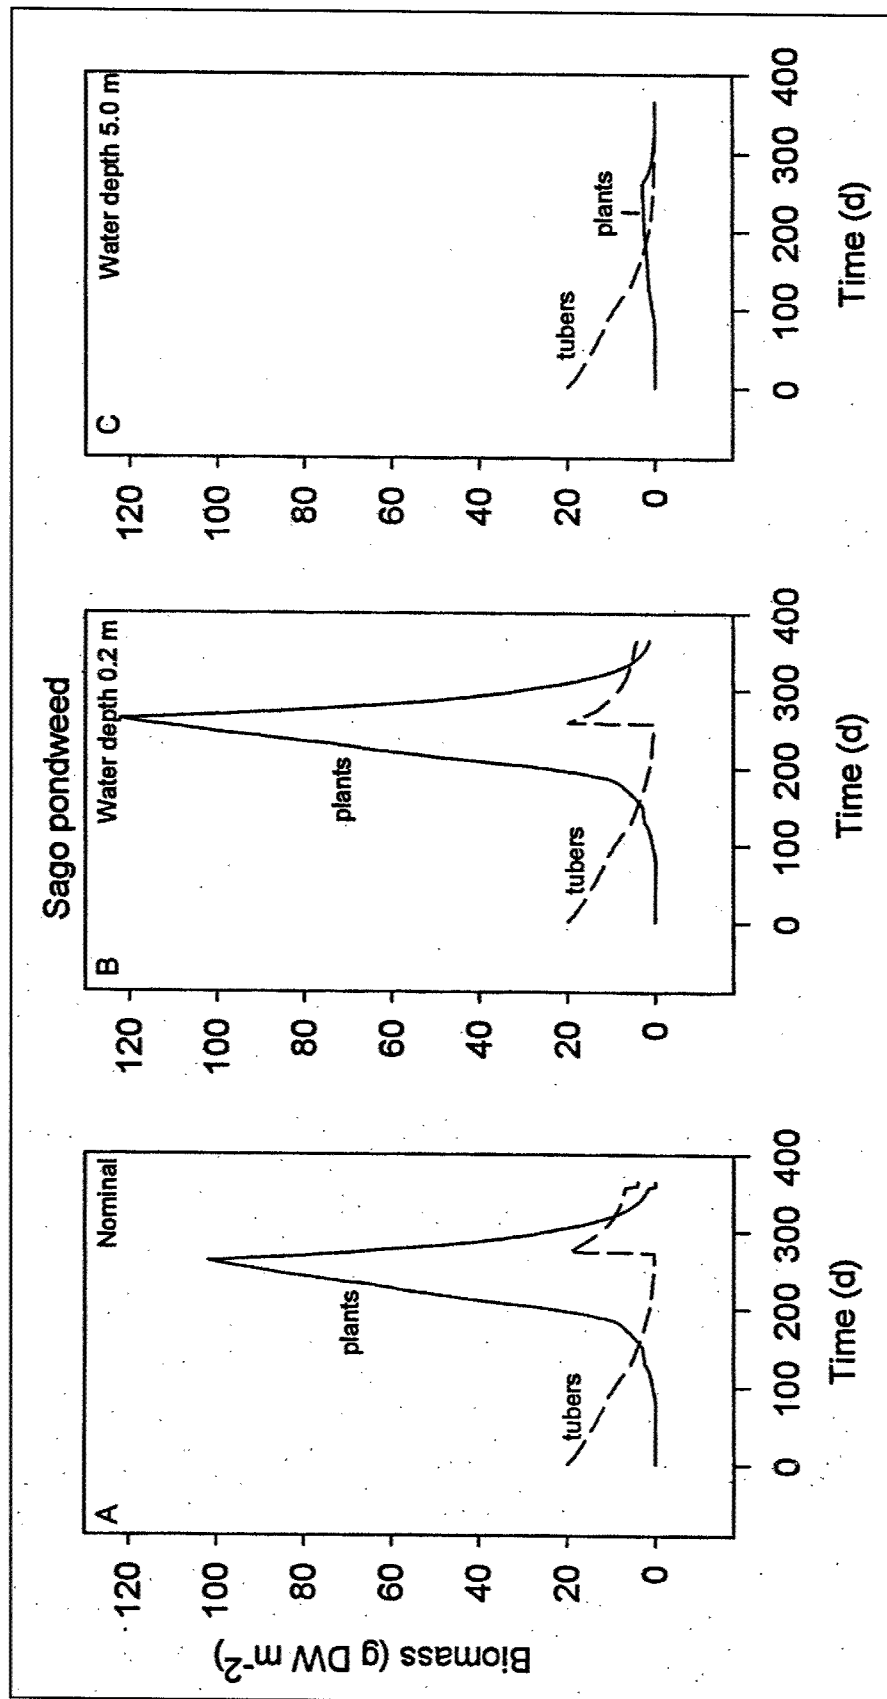 Sago pondweed
Biomass (g DW m⁻²)
A
Nominal
120
100
80
60
40
20
0
plants
tubers
0 100 200 300 400
Time (d)
B
Water depth 0.2 m
120
100
80
60
40
20
0
plants
tubers
0 100 200 300 400
Time (d)
C
Water depth 5.0 m
120
100
80
60
40
20
0
tubers
plants
0 100 200 300 400
Time (d)